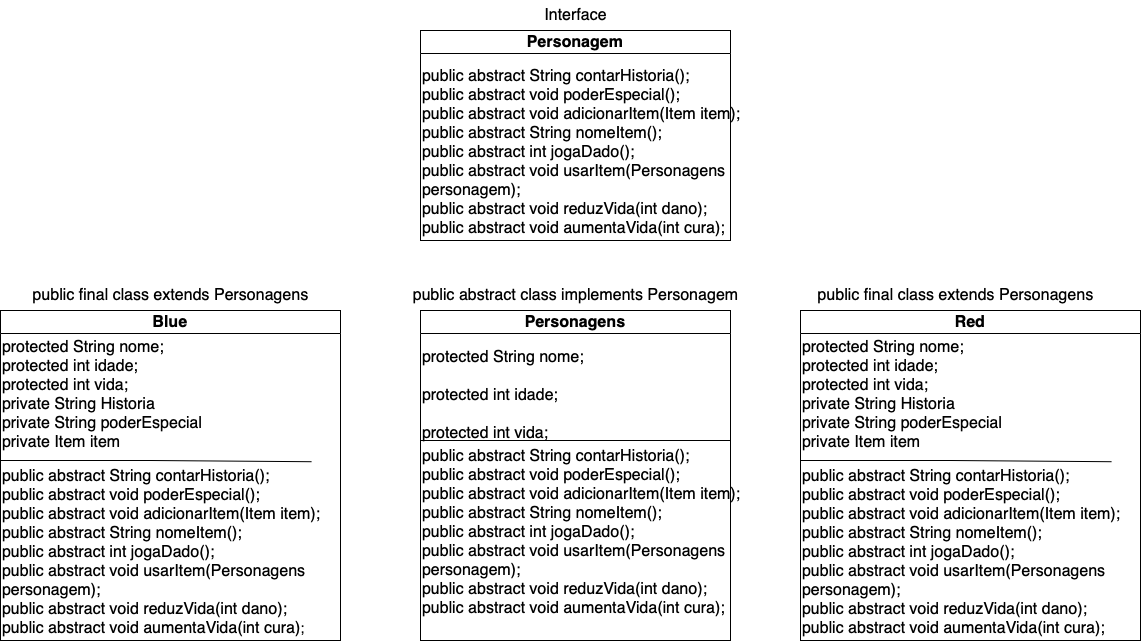 Interface
Personagem
public abstract String contarHistoria();
public abstract void poderEspecial();
public abstract void adicionarItem(Item item);
public abstract String nomeItem();
public abstract int jogaDado();
public abstract void usarItem(Personagens
personagem);
public abstract void reduzVida(int dano);
public abstract void aumentaVida(int cura);
public final class extends Personagens
Blue
protected String nome;
protected int idade;
protected int vida;
private String Historia
private String poderEspecial
private Item item
public abstract String contarHistoria();
public abstract void poderEspecial();
public abstract void adicionarItem(Item item);
public abstract String nomeItem();
public abstract int jogaDado();
public abstract void usarItem(Personagens
personagem);
public abstract void reduzVida(int dano);
public abstract void aumentaVida(int cura);
public abstract class implements Personagem
Personagens
protected String nome;
protected int idade;
protected int vida;
public abstract String contarHistoria();
public abstract void poderEspecial();
public abstract void adicionarItem(Item item);
public abstract String nomeItem();
public abstract int jogaDado();
public abstract void usarItem(Personagens
personagem);
public abstract void reduzVida(int dano);
public abstract void aumentaVida(int cura);
public final class extends Personagens
Red
protected String nome;
protected int idade;
protected int vida;
private String Historia
private String poderEspecial
private Item item
public abstract String contarHistoria();
public abstract void poderEspecial();
public abstract void adicionarItem(Item item);
public abstract String nomeItem();
public abstract int jogaDado();
public abstract void usarItem(Personagens
personagem);
public abstract void reduzVida(int dano);
public abstract void aumentaVida(int cura);